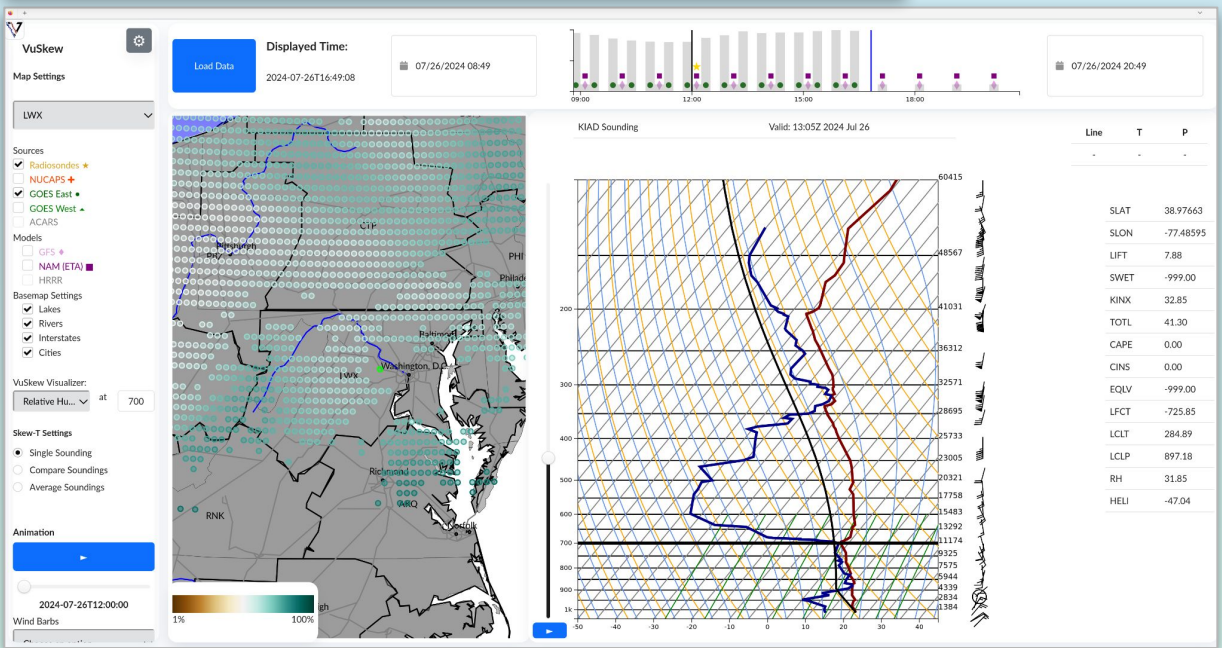 VuSkew
Map Settings
LWX
Sources
Radiosondes ★
NUCAPS +
GOES East •
GOES West ▴
ACARS
Models
GFS ♦
NAM (ETA) ■
HRRR
Basemap Settings
Lakes
Rivers
Interstates
Cities
VuSkew Visualizer:
Relative Hu... at 700
Skew-T Settings
Single Sounding
Compare Soundings
Average Soundings
Animation
2024-07-26T12:00:00
Wind Barbs
Load Data
Displayed Time:
2024-07-26T16:49:08
07/26/2024 08:49
09:00 12:00 15:00 18:00
07/26/2024 20:49
CTP
Pittsburgh
PHI
Philade
Baltimore
Washington, D.C.
LWX
Richmond
AKQ
RNK
Norfolk
gh
1% 100%
KIAD Sounding Valid: 13:05Z 2024 Jul 26
60415
48567
200 41031
36312
300 32571
28695
400 25733
23005
500 20321
17758
600 15483
13292
700 11174
9325
800 7575
5944
900 4339
2834
1k 1384
-50 -40 -30 -20 -10 0 10 20 30 40
Line T P
- - -
SLAT 38.97663
SLON -77.48595
LIFT 7.88
SWET -999.00
KINX 32.85
TOTL 41.30
CAPE 0.00
CINS 0.00
EQLV -999.00
LFCT -725.85
LCLT 284.89
LCLP 897.18
RH 31.85
HELI -47.04